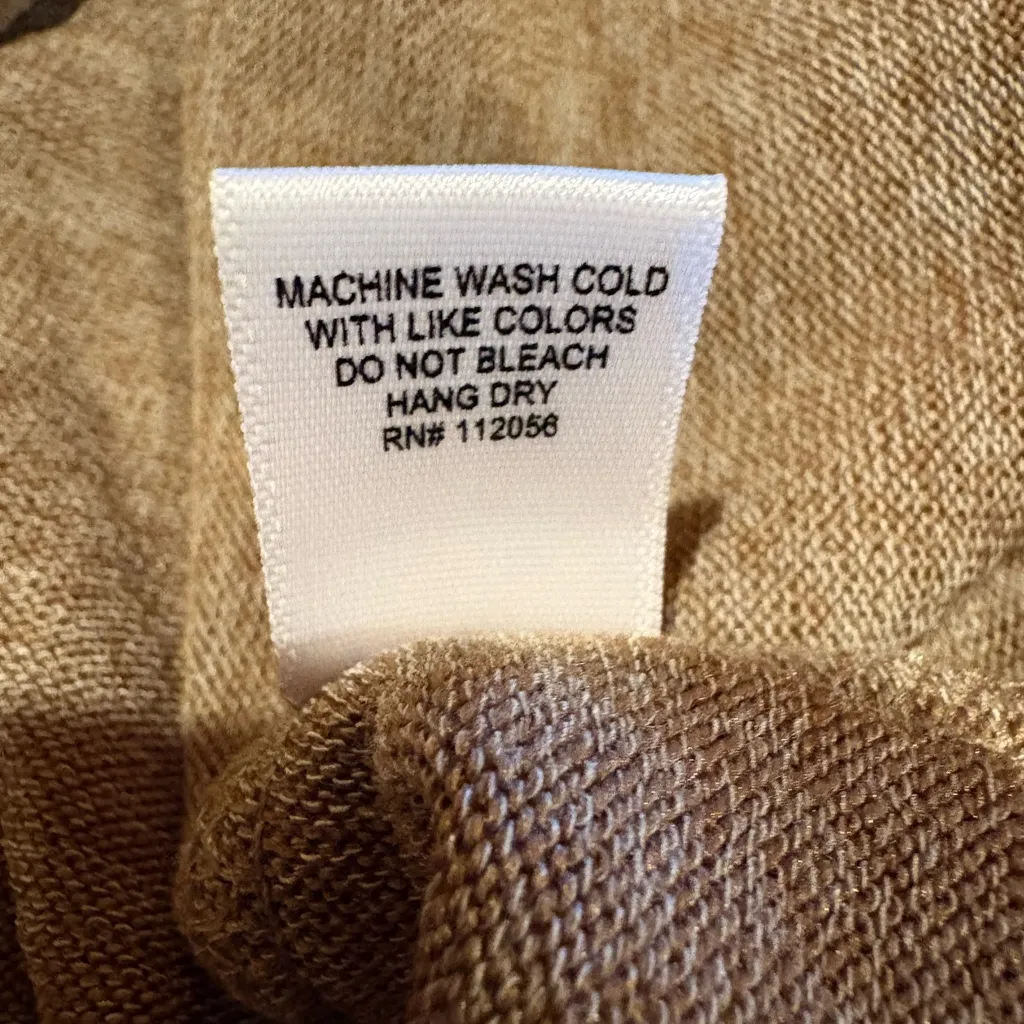 MACHINE WASH COLD
WITH LIKE COLORS
DO NOT BLEACH
HANG DRY
RN# 112056